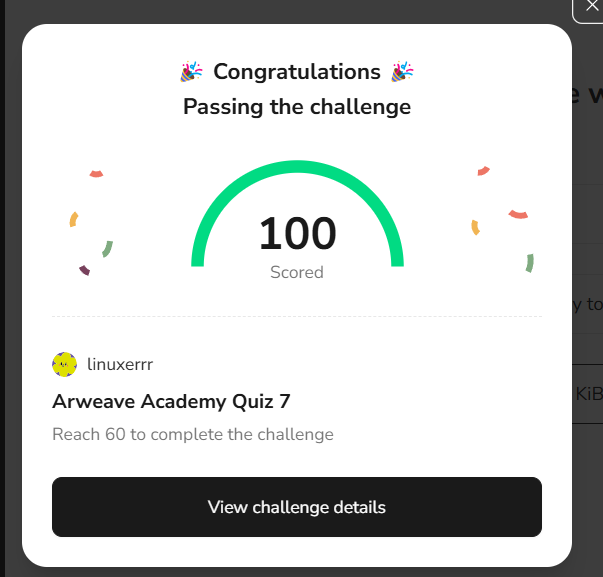 🎉 Congratulations 🎉
Passing the challenge
100
Scored
linuxerrr
Arweave Academy Quiz 7
Reach 60 to complete the challenge
View challenge details
e w
y to
KiB